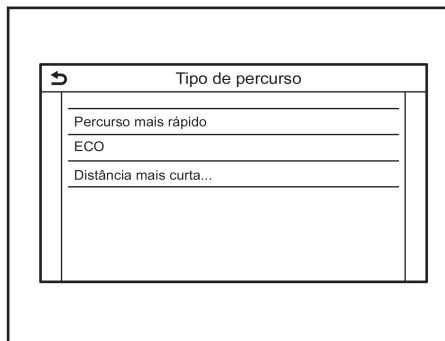 Tipo de percurso
Percurso mais rápido
ECO
Distância mais curta...